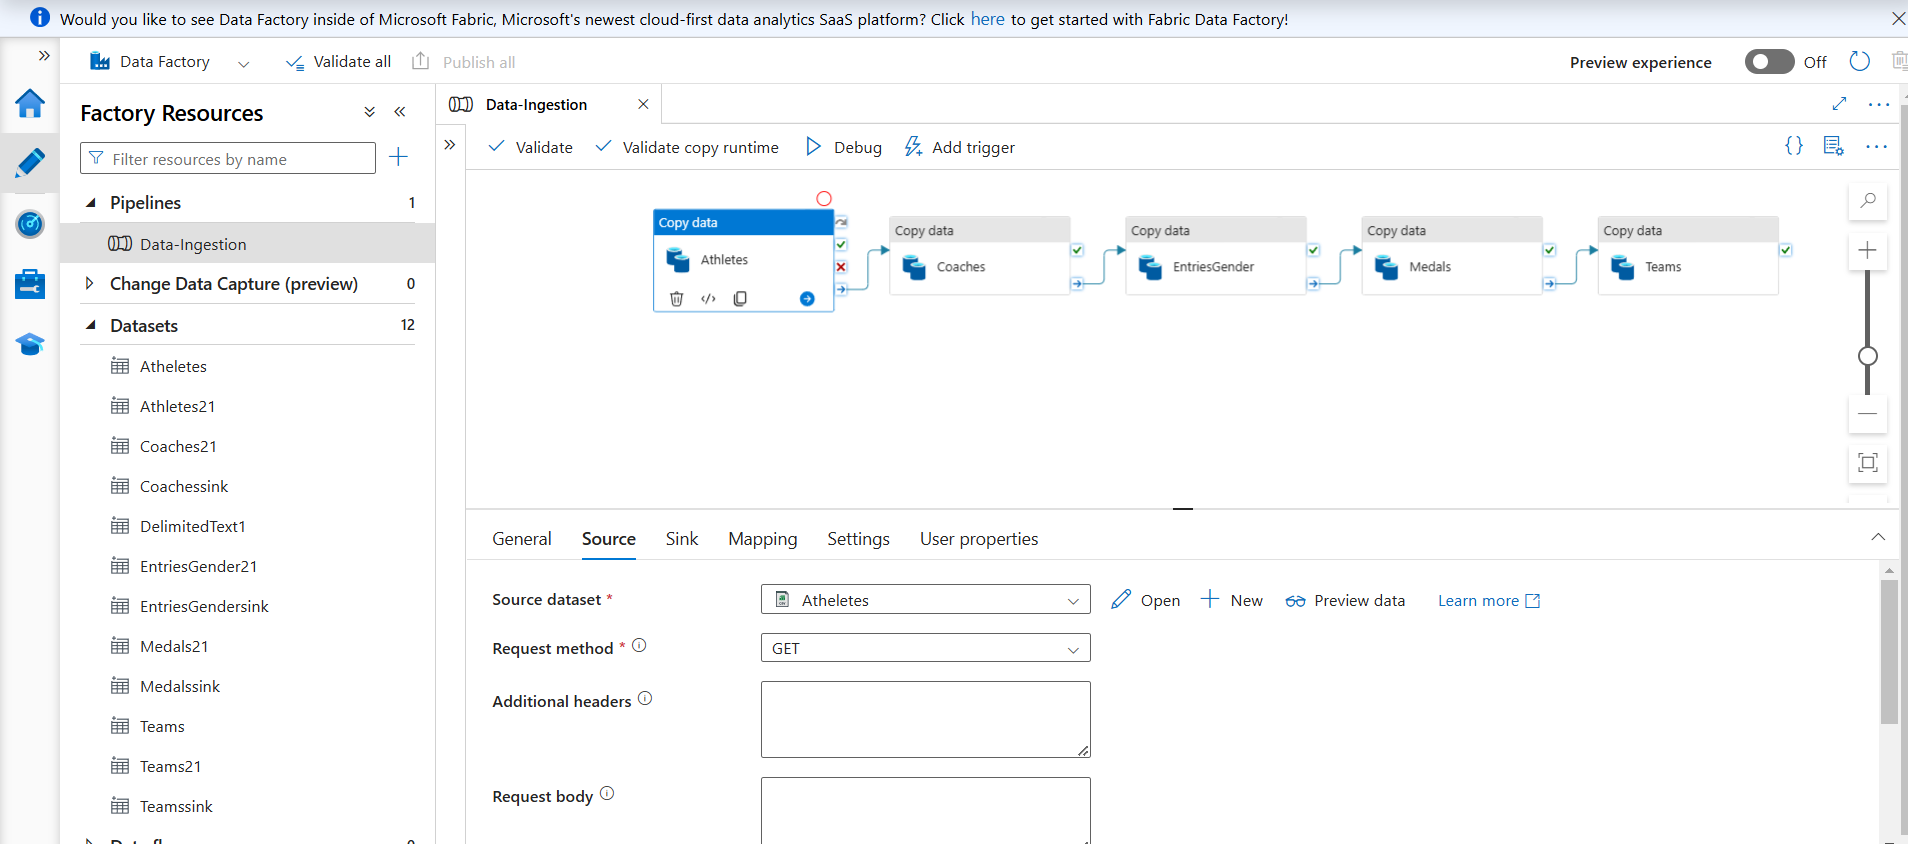 Would you like to see Data Factory inside of Microsoft Fabric, Microsoft's newest cloud-first data analytics SaaS platform? Click here to get started with Fabric Data Factory!
Data Factory
Validate all
Publish all
Preview experience
Off
Factory Resources
Filter resources by name
Pipelines 1
Data-Ingestion
Change Data Capture (preview) 0
Datasets 12
Atheletes
Athletes21
Coaches21
Coachessink
DelimitedText1
EntriesGender21
EntriesGendersink
Medals21
Medalssink
Teams
Teams21
Teamssink
Data-Ingestion
Validate
Validate copy runtime
Debug
Add trigger
Copy data
Athletes
Copy data
Coaches
Copy data
EntriesGender
Copy data
Medals
Copy data
Teams
General
Source
Sink
Mapping
Settings
User properties
Source dataset *
Atheletes
Open
New
Preview data
Learn more
Request method *
GET
Additional headers
Request body